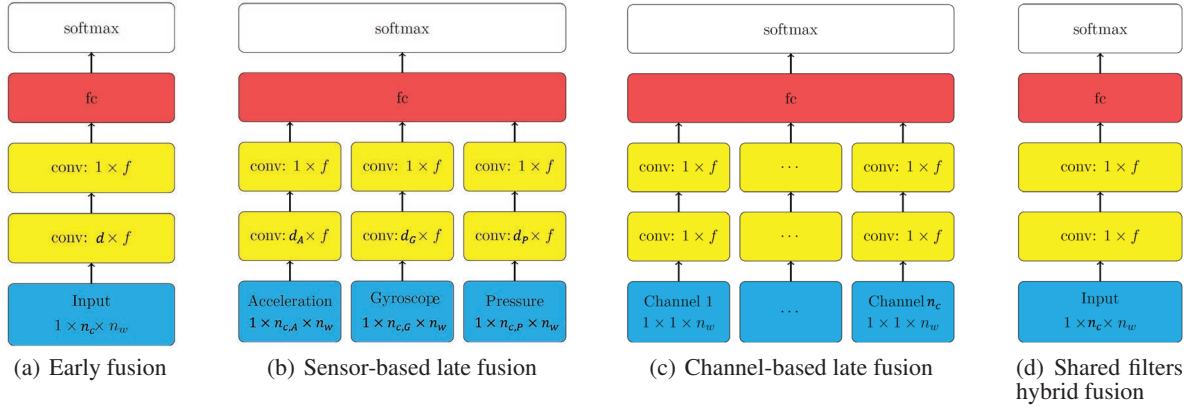 softmax
fc
conv: 1 × f
conv: d × f
Input
1 × n_c × n_w
(a) Early fusion
softmax
fc
conv: 1 × f
conv: 1 × f
conv: 1 × f
conv: d_A × f
conv: d_G × f
conv: d_P × f
Acceleration
1 × n_{c,A} × n_w
Gyroscope
1 × n_{c,G} × n_w
Pressure
1 × n_{c,P} × n_w
(b) Sensor-based late fusion
softmax
fc
conv: 1 × f
...
conv: 1 × f
conv: 1 × f
...
conv: 1 × f
Channel 1
1 × 1 × n_w
...
Channel n_c
1 × 1 × n_w
(c) Channel-based late fusion
softmax
fc
conv: 1 × f
conv: 1 × f
Input
1 × n_c × n_w
(d) Shared filters
hybrid fusion